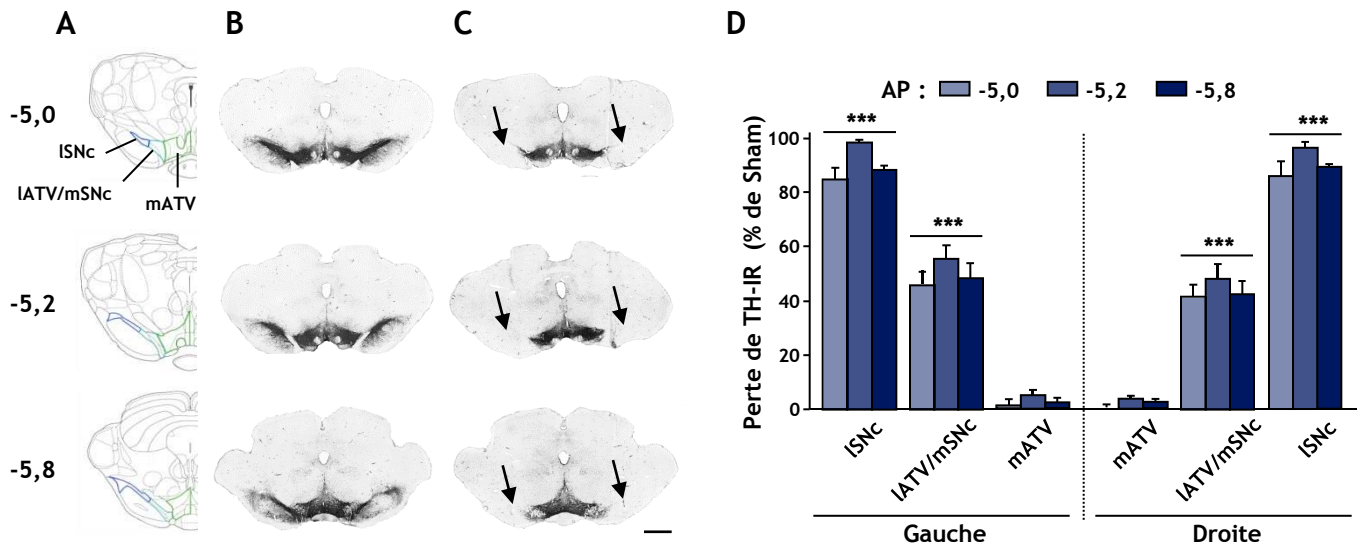 A
B
C
D
-5,0
lSNc
lATV/mSNc
mATV
-5,2
-5,8
AP : -5,0 -5,2 -5,8
Perte de TH-IR (% de Sham)
100
80
60
40
20
0
***
***
***
***
lSNc
lATV/mSNc
mATV
mATV
lATV/mSNc
lSNc
Gauche
Droite